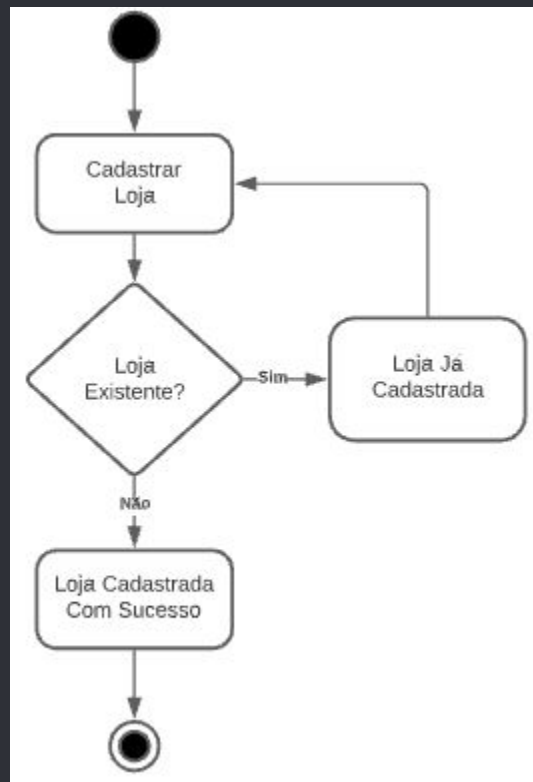 Cadastrar
Loja
Loja
Existente?
Sim
Loja Já
Cadastrada
Não
Loja Cadastrada
Com Sucesso